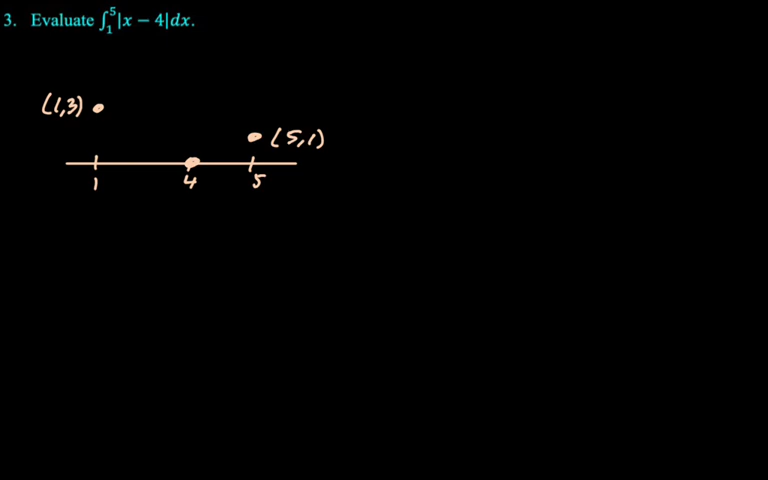 3. Evaluate ∫₁⁵|x − 4|dx.
(1,3)
(5,1)
1 4 5